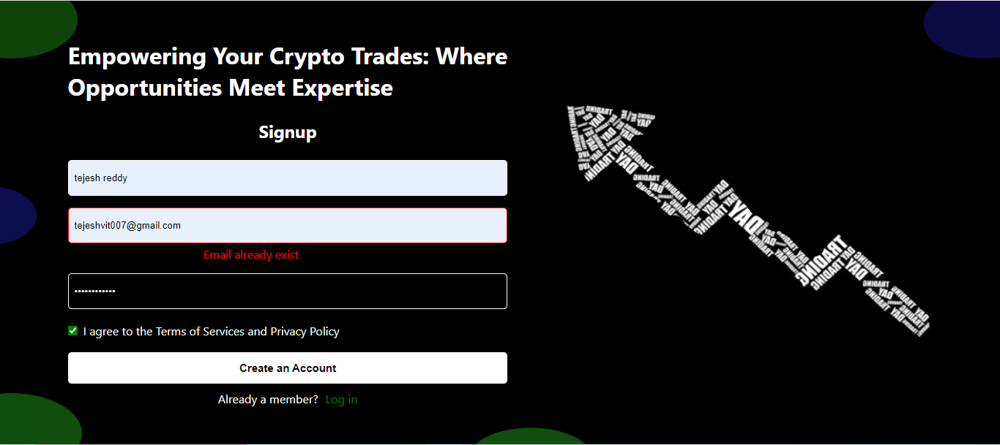 Empowering Your Crypto Trades: Where
Opportunities Meet Expertise
Signup
tejesh reddy
tejeshvit007@gmail.com
Email already exist
••••••••••••
I agree to the Terms of Services and Privacy Policy
Create an Account
Already a member? Log in
DAY TRADING